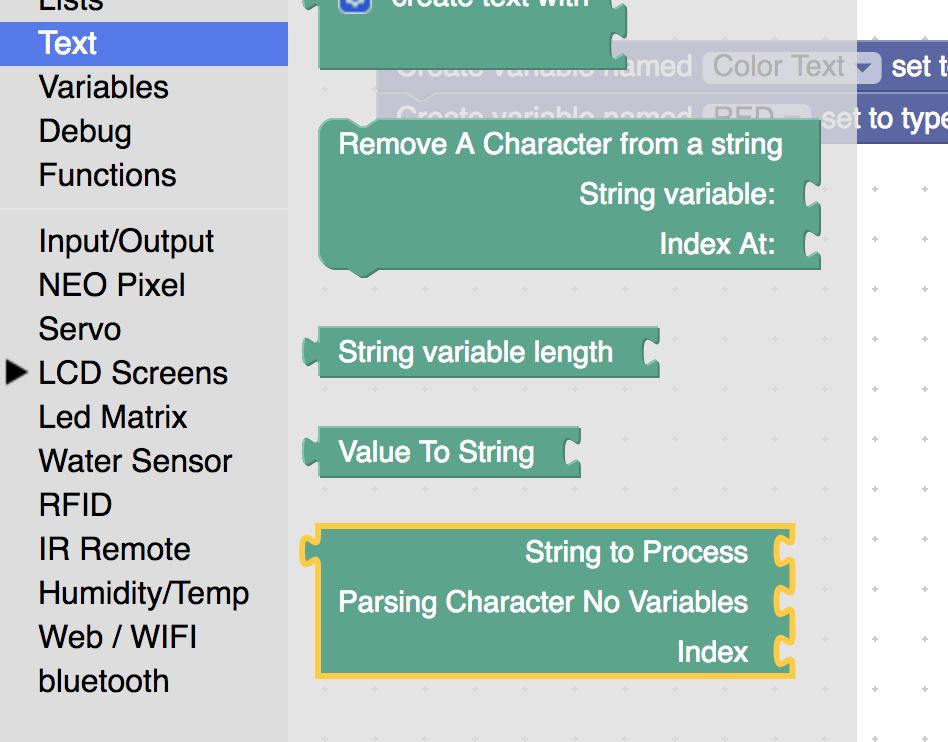 Lists
Text
Variables
Debug
Functions
Input/Output
NEO Pixel
Servo
LCD Screens
Led Matrix
Water Sensor
RFID
IR Remote
Humidity/Temp
Web / WIFI
bluetooth
create text with
Create variable named Color Text set t
Create variable named RED set to type
Remove A Character from a string
String variable:
Index At:
String variable length
Value To String
String to Process
Parsing Character No Variables
Index